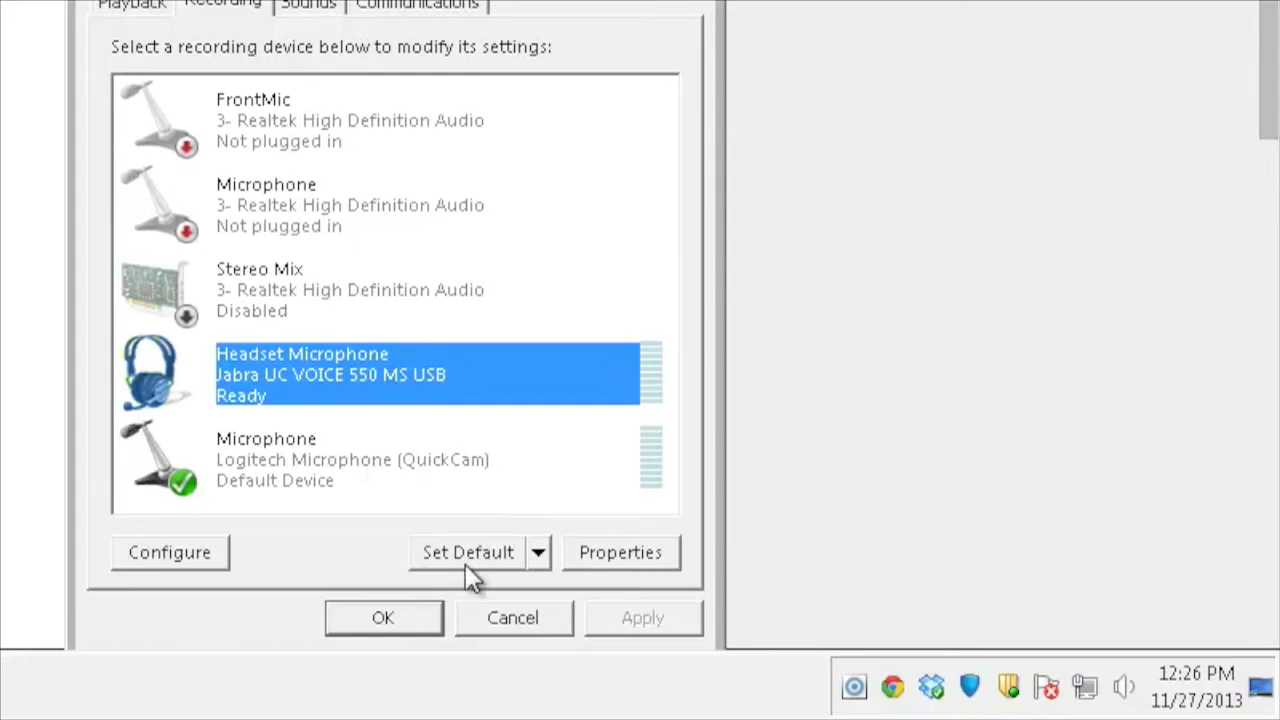 Playback Recording Sounds Communications
Select a recording device below to modify its settings:
FrontMic
3- Realtek High Definition Audio
Not plugged in
Microphone
3- Realtek High Definition Audio
Not plugged in
Stereo Mix
3- Realtek High Definition Audio
Disabled
Headset Microphone
Jabra UC VOICE 550 MS USB
Ready
Microphone
Logitech Microphone (QuickCam)
Default Device
Configure Set Default Properties
OK Cancel Apply
12:26 PM
11/27/2013